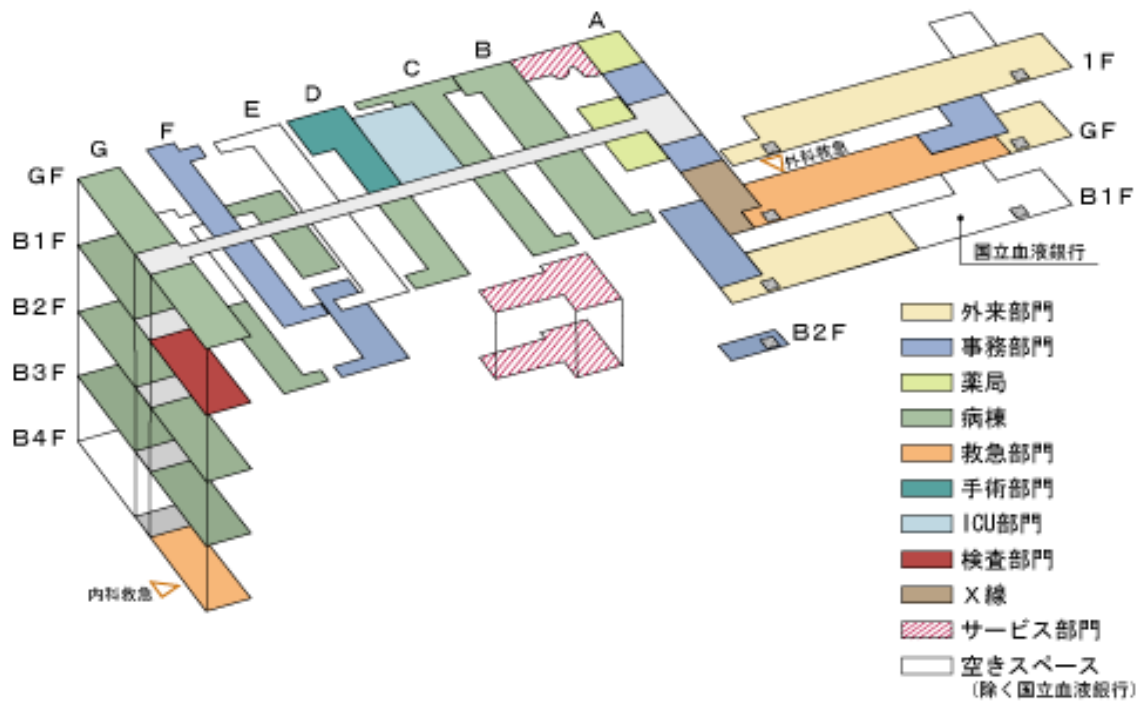 A
B
C
D
E
F
G
1F
GF
B1F
B2F
外科救急
国立血液銀行
GF
B1F
B2F
B3F
B4F
内科救急
外来部門
事務部門
薬局
病棟
救急部門
手術部門
ICU部門
検査部門
X線
サービス部門
空きスペース
(除く国立血液銀行)